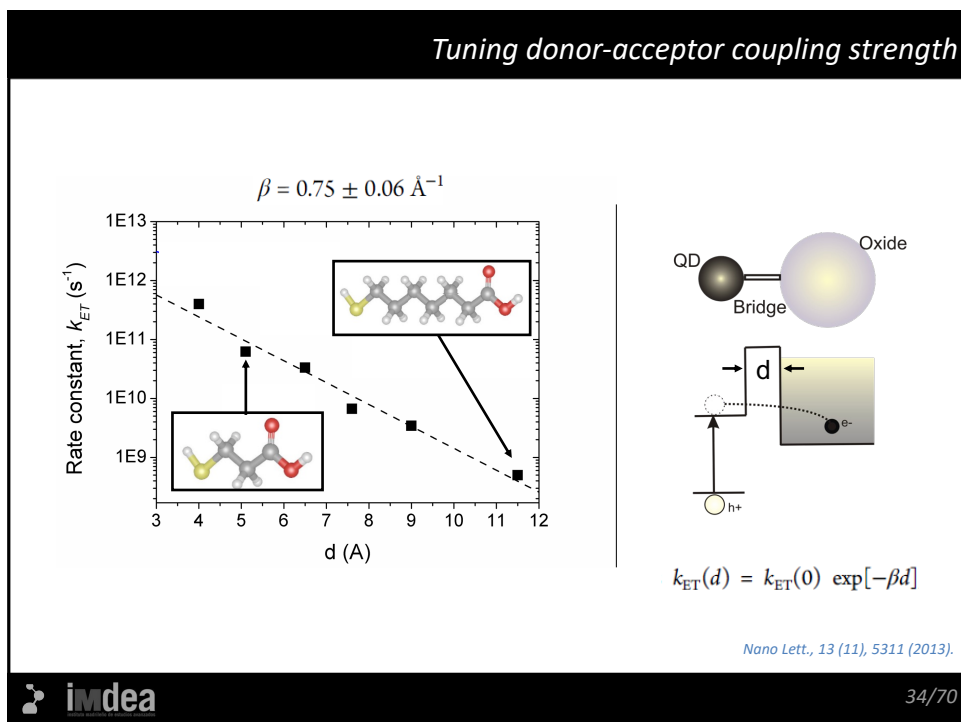 Tuning donor-acceptor coupling strength
β = 0.75 ± 0.06 Å⁻¹
1E13
1E12
1E11
1E10
1E9
Rate constant, k_ET (s⁻¹)
3 4 5 6 7 8 9 10 11 12
d (A)
QD
Oxide
Bridge
d
e-
h+
k_ET(d) = k_ET(0) exp[−βd]
Nano Lett., 13 (11), 5311 (2013).
imdea
34/70